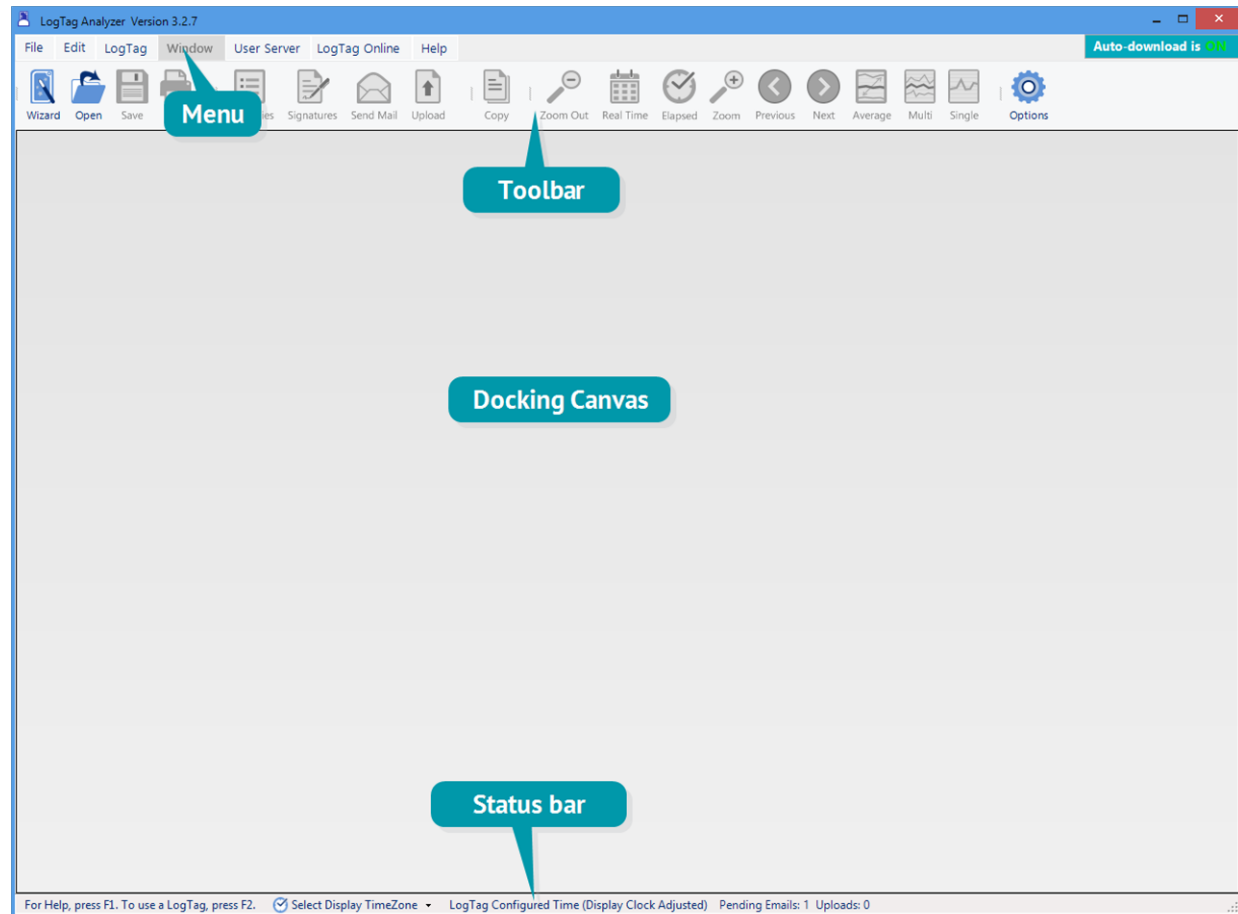 LogTag Analyzer Version 3.2.7
File Edit LogTag Window User Server LogTag Online Help Auto-download is ON
Wizard Open Save Signatures Send Mail Upload Copy Zoom Out Real Time Elapsed Zoom Previous Next Average Multi Single Options
Menu
Toolbar
Docking Canvas
Status bar
For Help, press F1. To use a LogTag, press F2. Select Display TimeZone LogTag Configured Time (Display Clock Adjusted) Pending Emails: 1 Uploads: 0